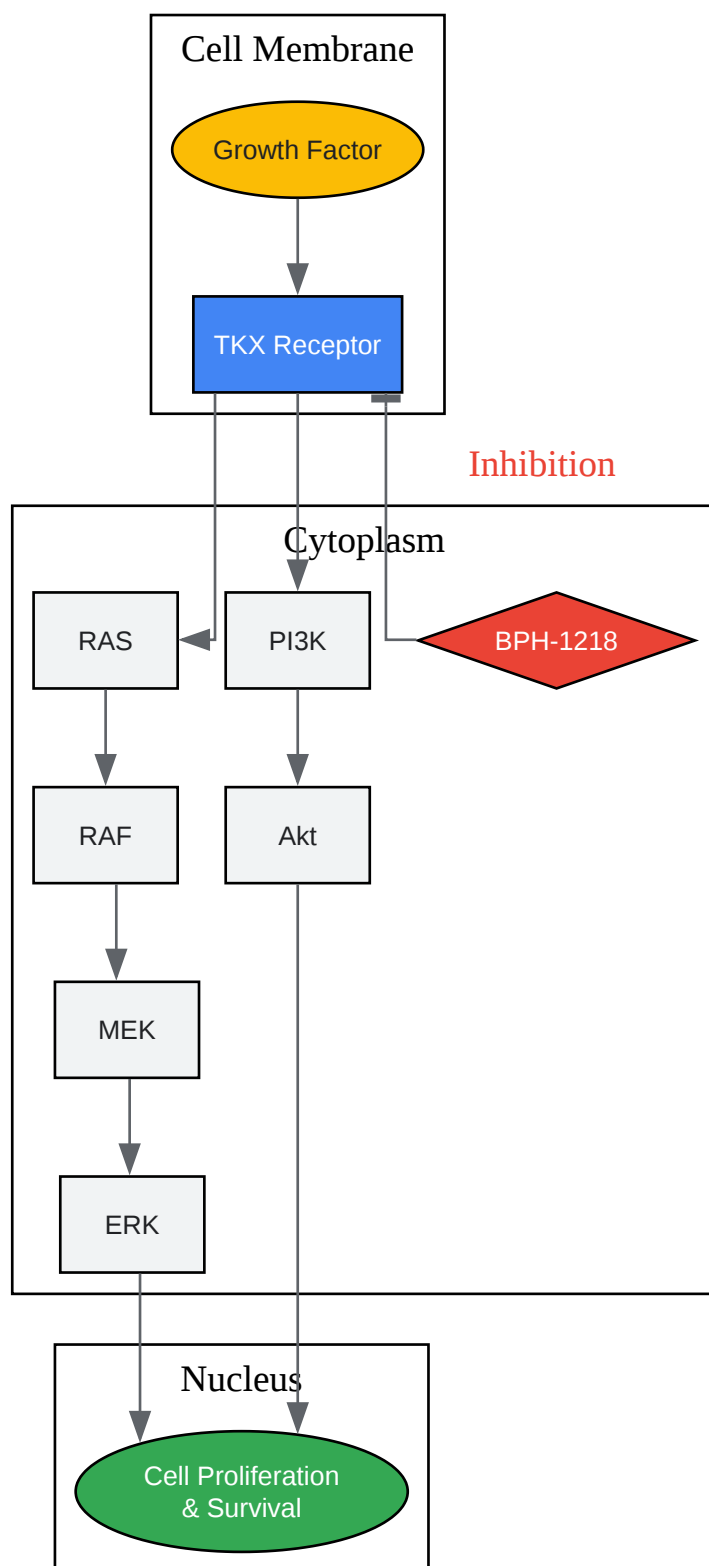 Cell Membrane
Growth Factor
TKX Receptor
Inhibition
Cytoplasm
RAS
PI3K
BPH-1218
RAF
Akt
MEK
ERK
Nucleus
Cell Proliferation
& Survival